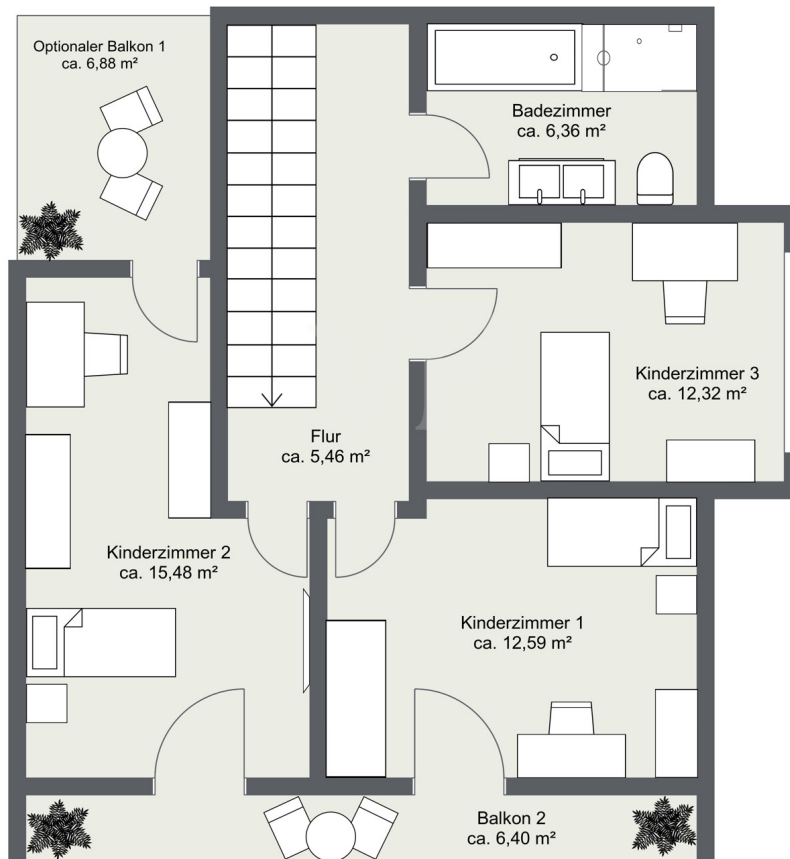 Optionaler Balkon 1
ca. 6,88 m²
Badezimmer
ca. 6,36 m²
Kinderzimmer 3
ca. 12,32 m²
Flur
ca. 5,46 m²
Kinderzimmer 2
ca. 15,48 m²
Kinderzimmer 1
ca. 12,59 m²
Balkon 2
ca. 6,40 m²